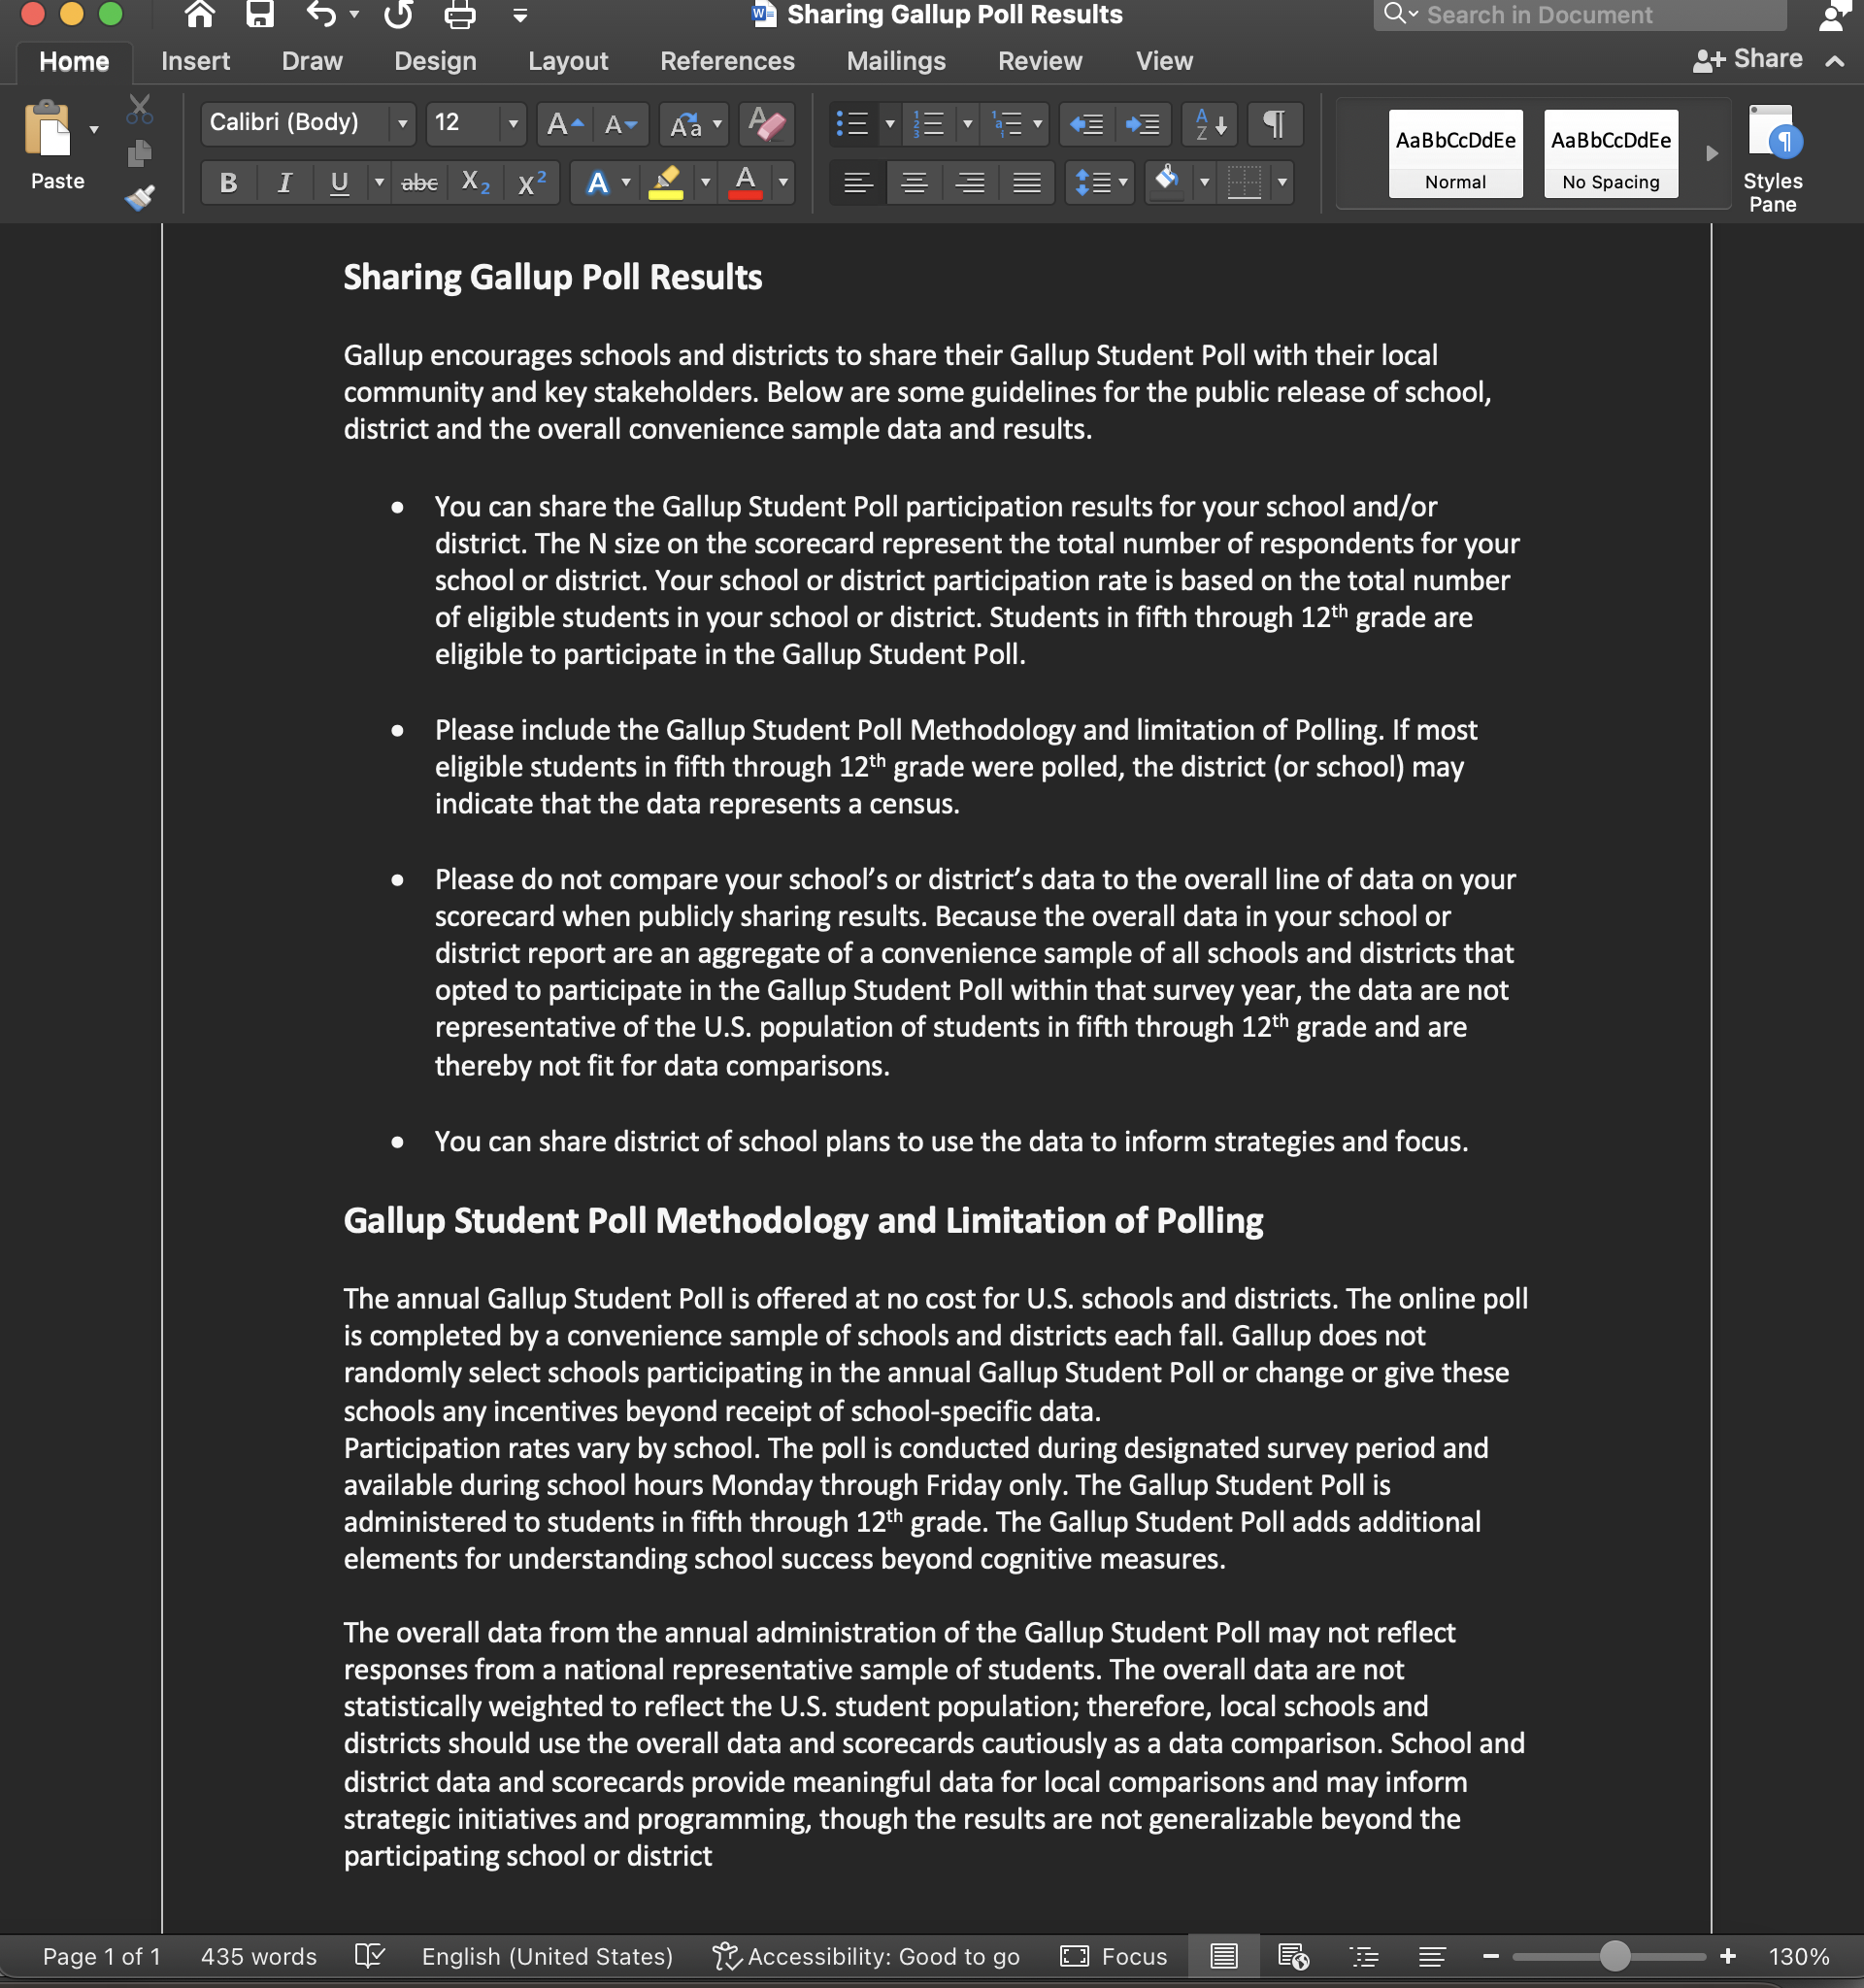 Sharing Gallup Poll Results
Search in Document
Home Insert Draw Design Layout References Mailings Review View Share
Calibri (Body) 12
Paste
AaBbCcDdEe AaBbCcDdEe
Normal No Spacing
Styles
Pane
Sharing Gallup Poll Results
Gallup encourages schools and districts to share their Gallup Student Poll with their local
community and key stakeholders. Below are some guidelines for the public release of school,
district and the overall convenience sample data and results.
• You can share the Gallup Student Poll participation results for your school and/or
district. The N size on the scorecard represent the total number of respondents for your
school or district. Your school or district participation rate is based on the total number
of eligible students in your school or district. Students in fifth through 12th grade are
eligible to participate in the Gallup Student Poll.
• Please include the Gallup Student Poll Methodology and limitation of Polling. If most
eligible students in fifth through 12th grade were polled, the district (or school) may
indicate that the data represents a census.
• Please do not compare your school’s or district’s data to the overall line of data on your
scorecard when publicly sharing results. Because the overall data in your school or
district report are an aggregate of a convenience sample of all schools and districts that
opted to participate in the Gallup Student Poll within that survey year, the data are not
representative of the U.S. population of students in fifth through 12th grade and are
thereby not fit for data comparisons.
• You can share district of school plans to use the data to inform strategies and focus.
Gallup Student Poll Methodology and Limitation of Polling
The annual Gallup Student Poll is offered at no cost for U.S. schools and districts. The online poll
is completed by a convenience sample of schools and districts each fall. Gallup does not
randomly select schools participating in the annual Gallup Student Poll or change or give these
schools any incentives beyond receipt of school-specific data.
Participation rates vary by school. The poll is conducted during designated survey period and
available during school hours Monday through Friday only. The Gallup Student Poll is
administered to students in fifth through 12th grade. The Gallup Student Poll adds additional
elements for understanding school success beyond cognitive measures.
The overall data from the annual administration of the Gallup Student Poll may not reflect
responses from a national representative sample of students. The overall data are not
statistically weighted to reflect the U.S. student population; therefore, local schools and
districts should use the overall data and scorecards cautiously as a data comparison. School and
district data and scorecards provide meaningful data for local comparisons and may inform
strategic initiatives and programming, though the results are not generalizable beyond the
participating school or district
Page 1 of 1 435 words English (United States) Accessibility: Good to go Focus 130%